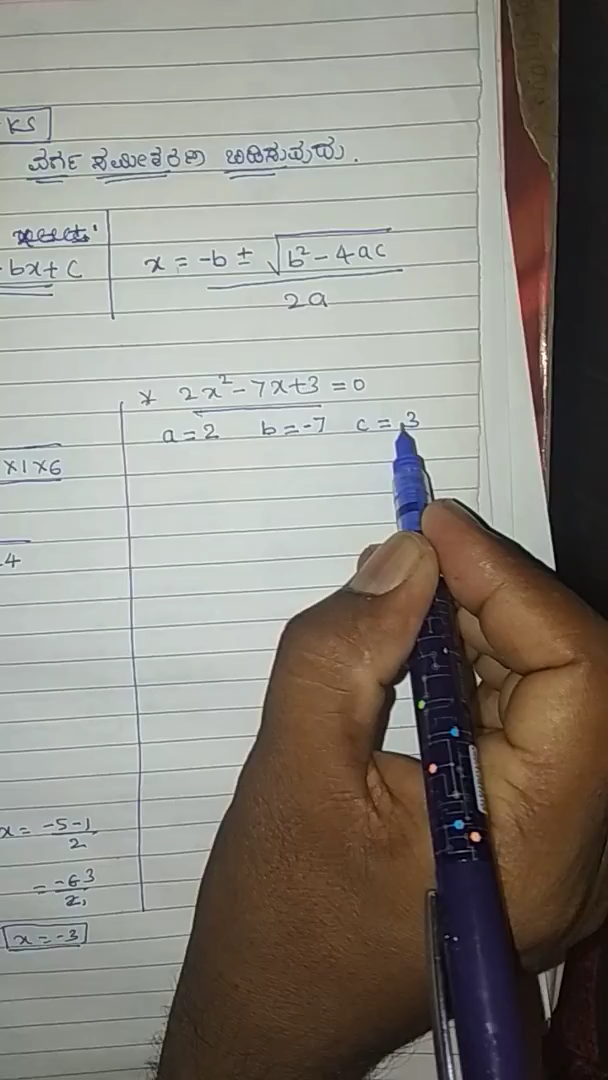 KS
ವರ್ಗ ಸಮೀಕರಣ ಬಿಡಿಸುವುದು.
bx+c
x = -b ± √b² - 4ac
2a
* 2x² - 7x+3 = 0
a = 2 b = -7 c = 3
×1×6
4
x = -5-1
2
= -6 3
2
x = -3